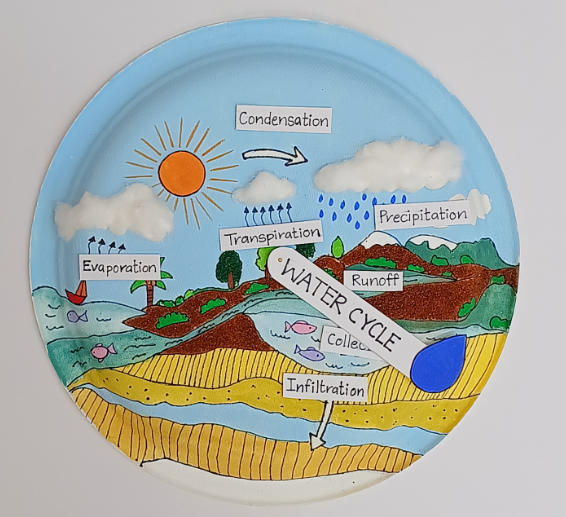 Condensation
Precipitation
Transpiration
Evaporation
Runoff
WATER CYCLE
Infiltration